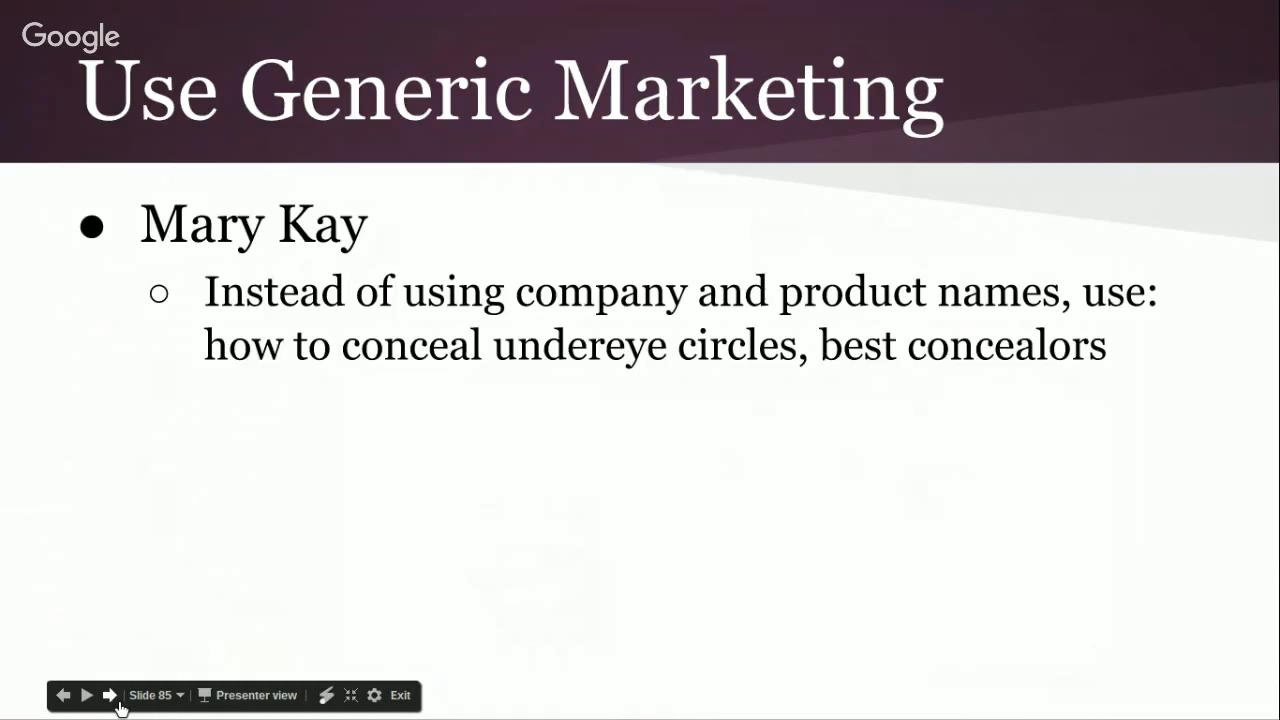 Google
Use Generic Marketing
● Mary Kay
○ Instead of using company and product names, use:
how to conceal undereye circles, best concealors
Slide 85 Presenter view Exit